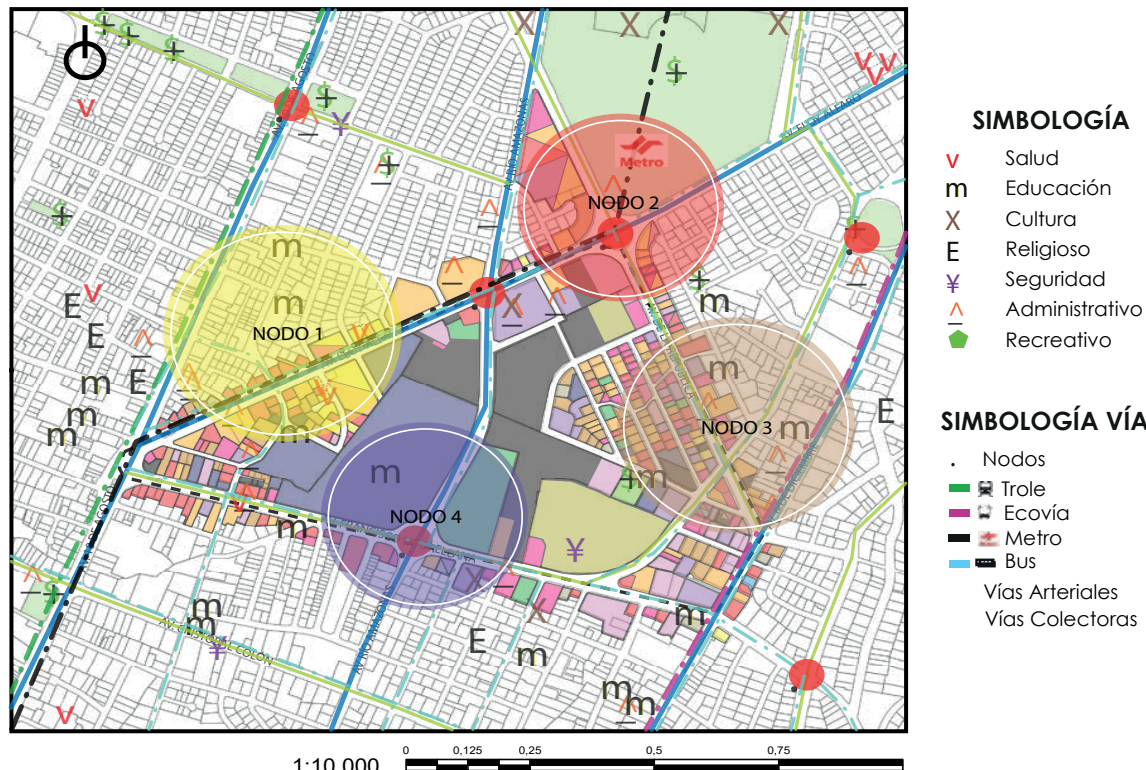 Metro
NODO 2
NODO 1
NODO 3
NODO 4
AV. RIO AMAZONAS
AV. ELOY ALFARO
AV. CRISTOBAL COLON
SIMBOLOGÍA
v Salud
m Educación
X Cultura
E Religioso
¥ Seguridad
^ Administrativo
Recreativo
SIMBOLOGÍA VÍA
. Nodos
Trole
Ecovía
Metro
Bus
Vías Arteriales
Vías Colectoras
1:10 000
0 0,125 0,25 0,5 0,75